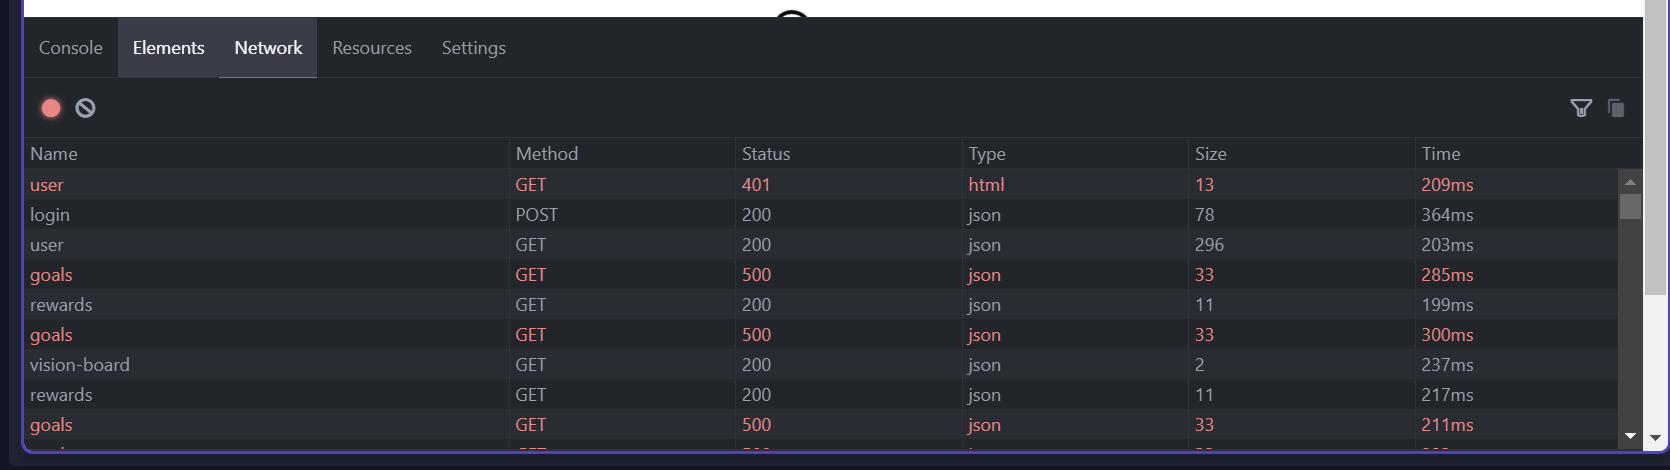 Console Elements Network Resources Settings
Name Method Status Type Size Time
user GET 401 html 13 209ms
login POST 200 json 78 364ms
user GET 200 json 296 203ms
goals GET 500 json 33 285ms
rewards GET 200 json 11 199ms
goals GET 500 json 33 300ms
vision-board GET 200 json 2 237ms
rewards GET 200 json 11 217ms
goals GET 500 json 33 211ms